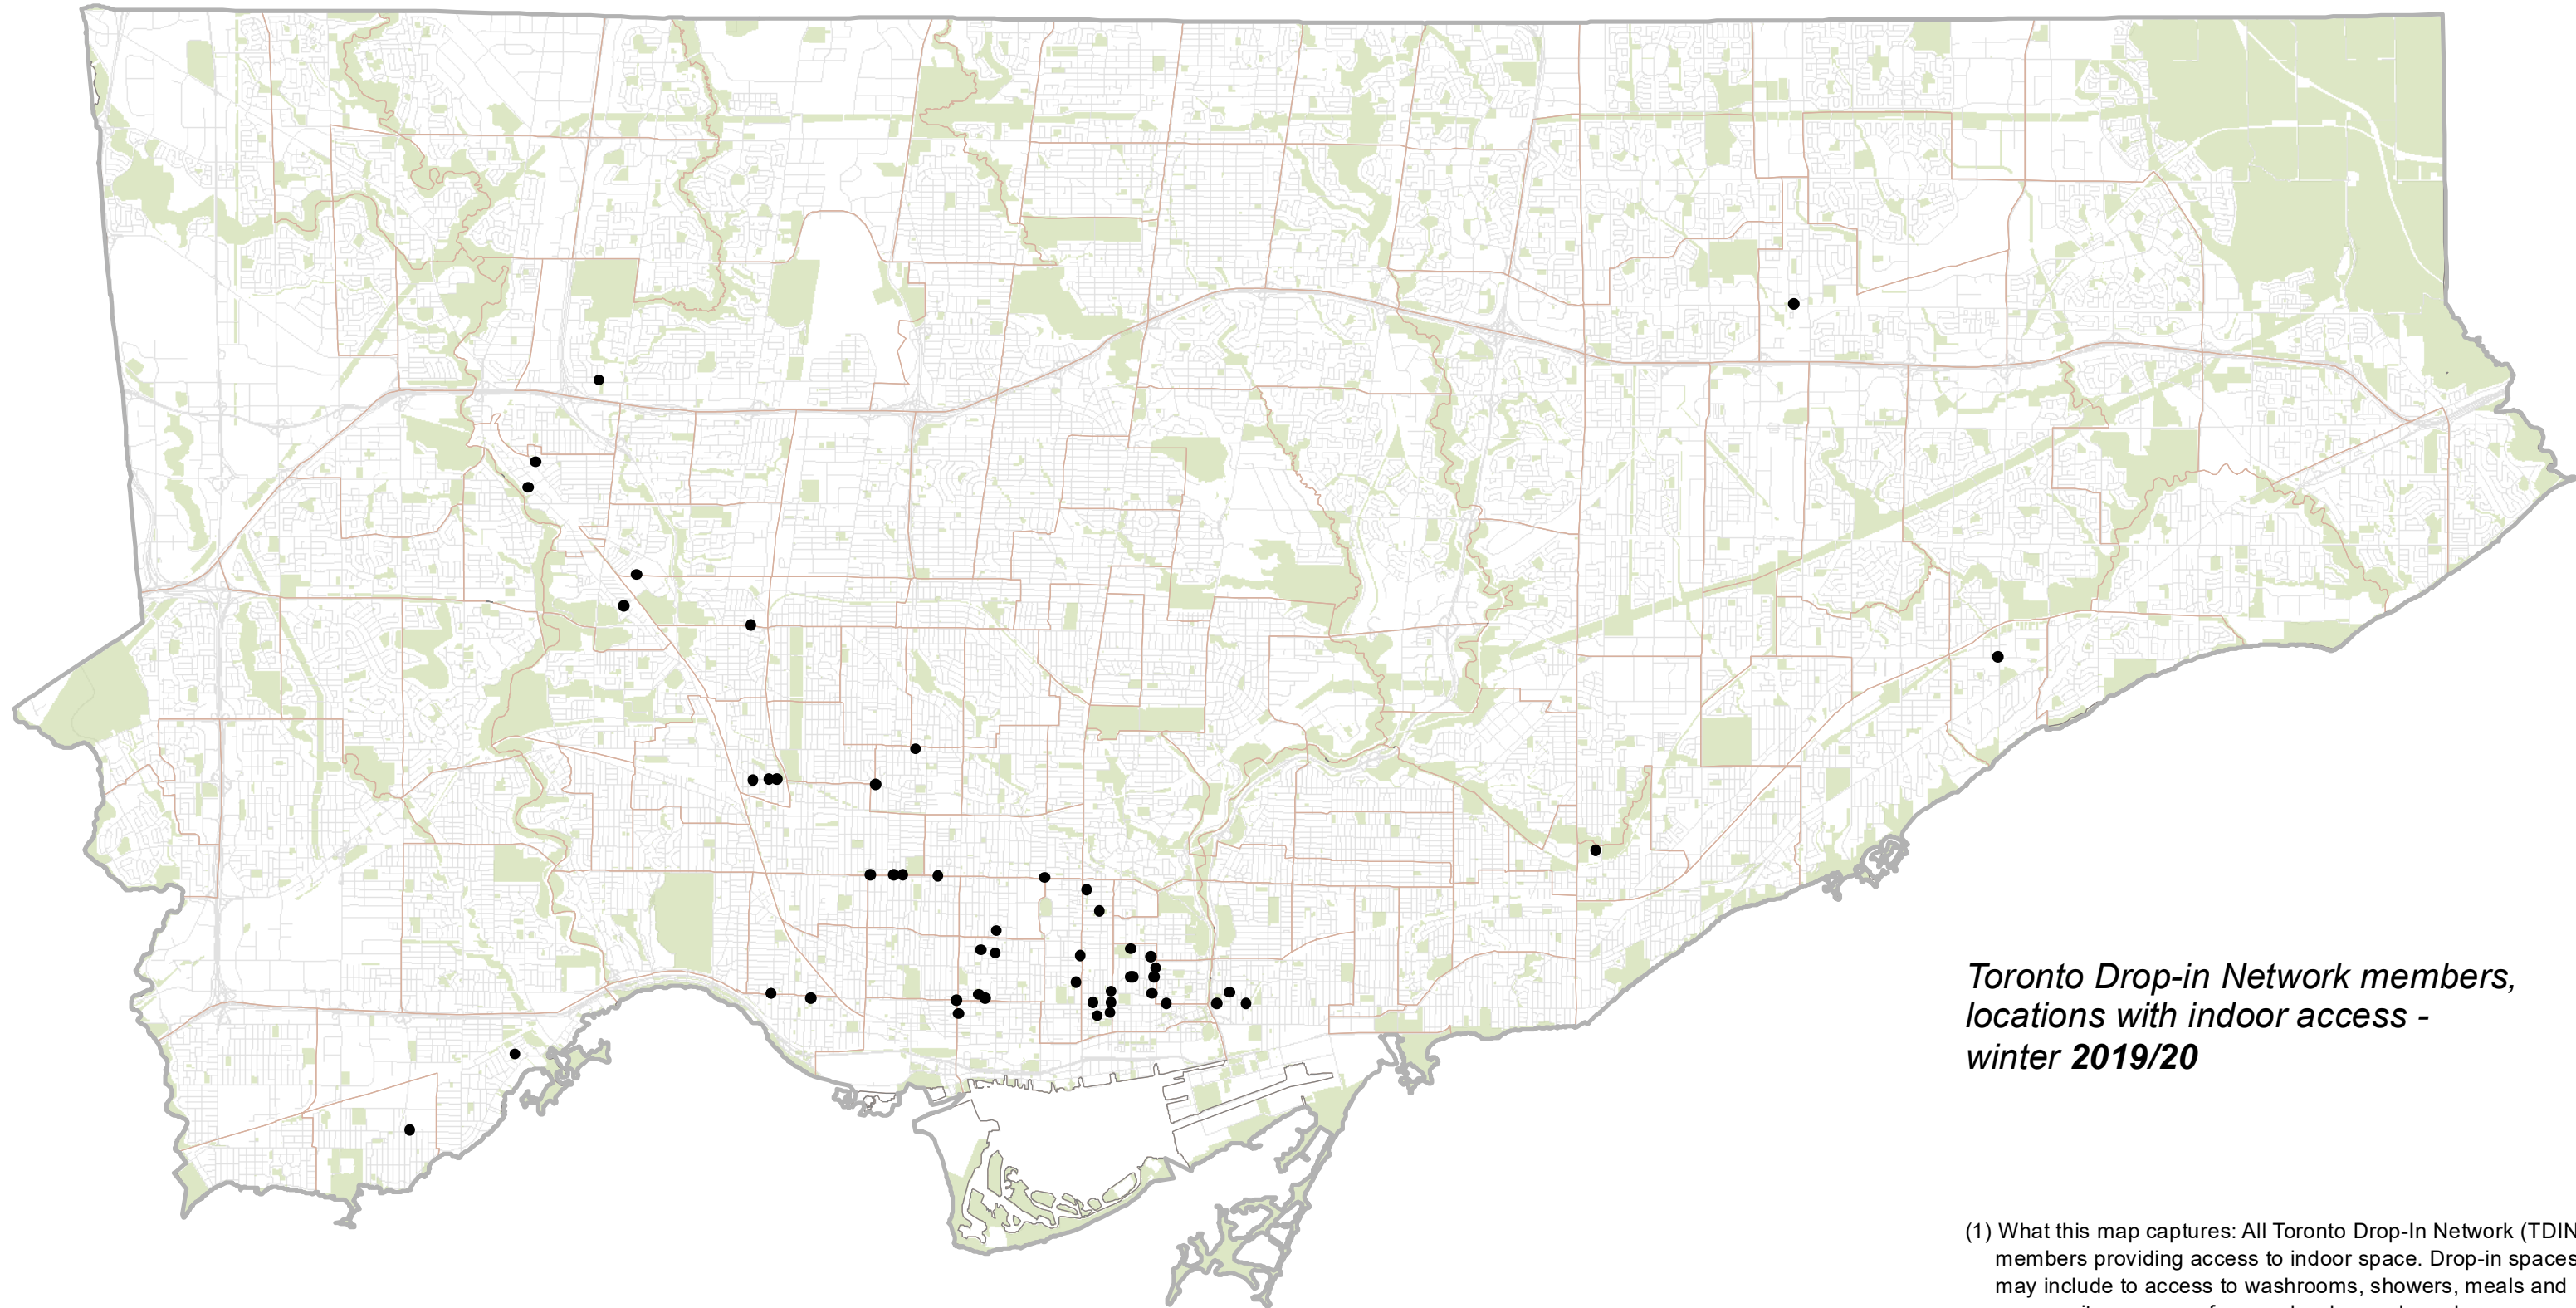 Toronto Drop-in Network members,
locations with indoor access -
winter 2019/20
(1) What this map captures: All Toronto Drop-In Network (TDIN
members providing access to indoor space. Drop-in spaces
may include to access to washrooms, showers, meals and